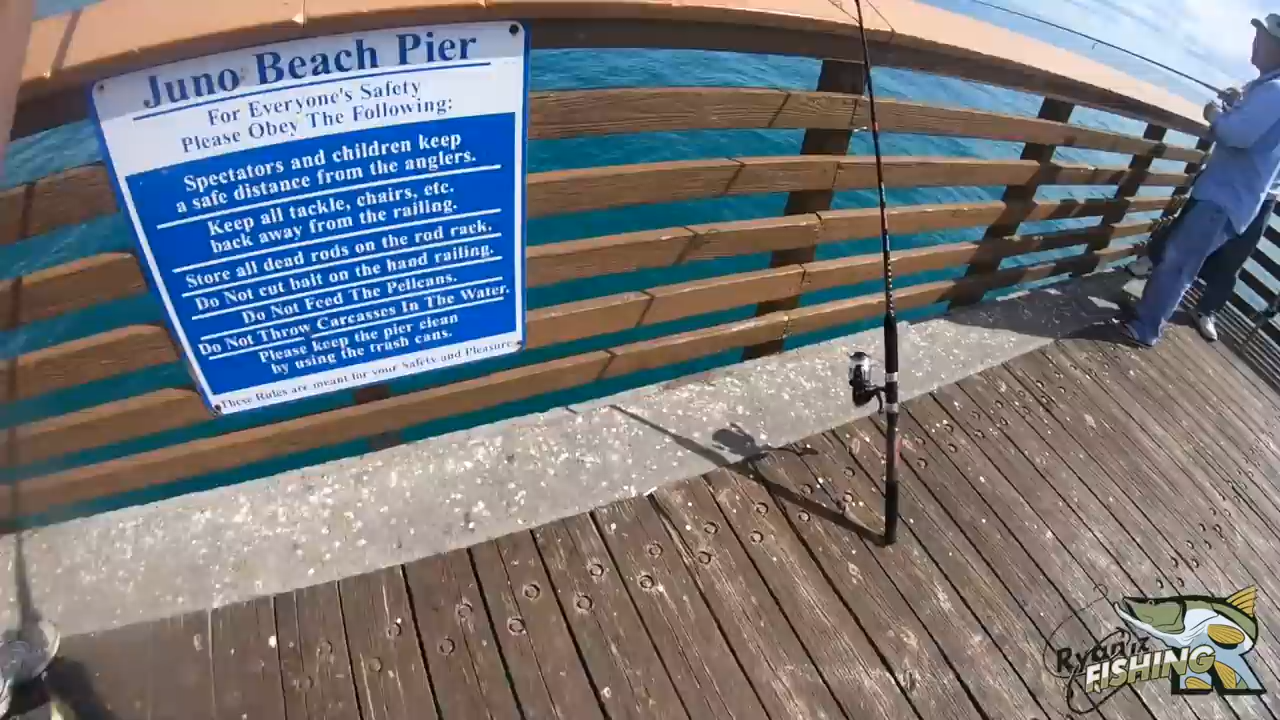 Juno Beach Pier
For Everyone's Safety
Please Obey The Following:
Spectators and children keep
a safe distance from the anglers.
Keep all tackle, chairs, etc.
back away from the railing.
Store all dead rods on the rod rack.
Do Not cut bait on the hand railing.
Do Not Feed The Pelicans.
Do Not Throw Carcasses In The Water.
Please keep the pier clean
by using the trash cans.
These Rules are meant for your Safety and Pleasure
FISHING